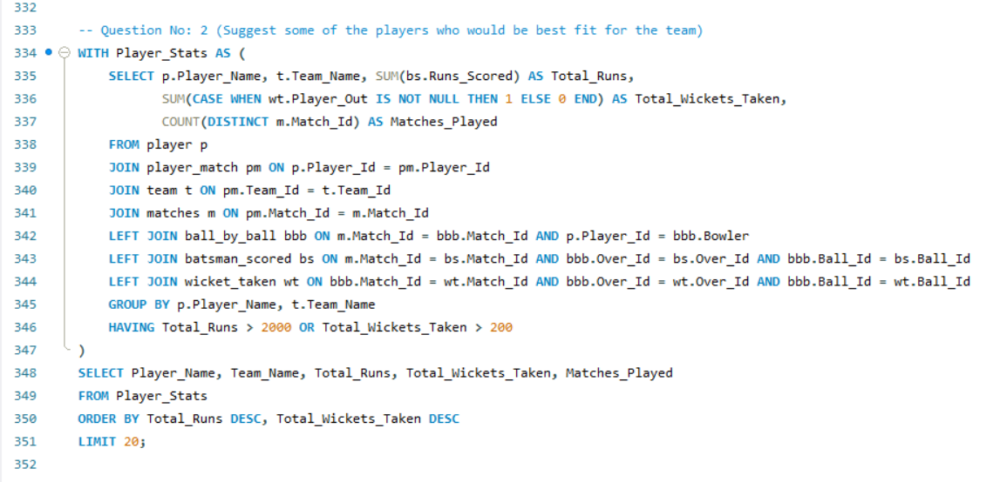 332
333 -- Question No: 2 (Suggest some of the players who would be best fit for the team)
334 WITH Player_Stats AS (
335 SELECT p.Player_Name, t.Team_Name, SUM(bs.Runs_Scored) AS Total_Runs,
336 SUM(CASE WHEN wt.Player_Out IS NOT NULL THEN 1 ELSE 0 END) AS Total_Wickets_Taken,
337 COUNT(DISTINCT m.Match_Id) AS Matches_Played
338 FROM player p
339 JOIN player_match pm ON p.Player_Id = pm.Player_Id
340 JOIN team t ON pm.Team_Id = t.Team_Id
341 JOIN matches m ON pm.Match_Id = m.Match_Id
342 LEFT JOIN ball_by_ball bbb ON m.Match_Id = bbb.Match_Id AND p.Player_Id = bbb.Bowler
343 LEFT JOIN batsman_scored bs ON m.Match_Id = bs.Match_Id AND bbb.Over_Id = bs.Over_Id AND bbb.Ball_Id = bs.Ball_Id
344 LEFT JOIN wicket_taken wt ON bbb.Match_Id = wt.Match_Id AND bbb.Over_Id = wt.Over_Id AND bbb.Ball_Id = wt.Ball_Id
345 GROUP BY p.Player_Name, t.Team_Name
346 HAVING Total_Runs > 2000 OR Total_Wickets_Taken > 200
347 )
348 SELECT Player_Name, Team_Name, Total_Runs, Total_Wickets_Taken, Matches_Played
349 FROM Player_Stats
350 ORDER BY Total_Runs DESC, Total_Wickets_Taken DESC
351 LIMIT 20;
352